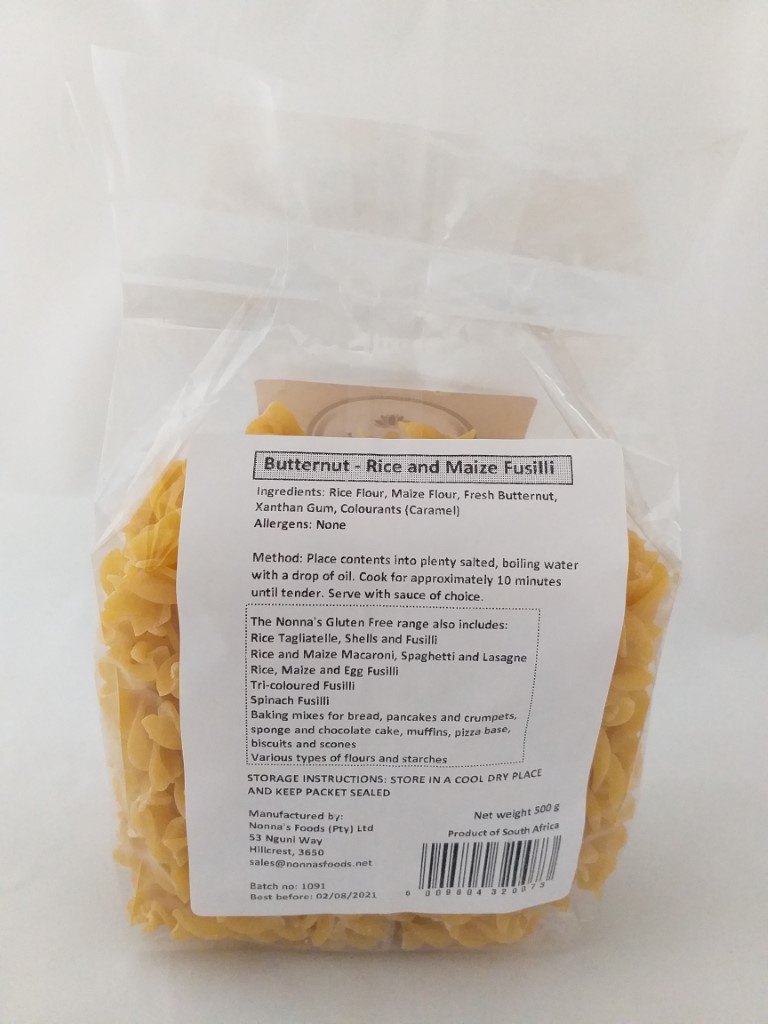 Butternut - Rice and Maize Fusilli
Ingredients: Rice Flour, Maize Flour, Fresh Butternut,
Xanthan Gum, Colourants (Caramel)
Allergens: None
Method: Place contents into plenty salted, boiling water
with a drop of oil. Cook for approximately 10 minutes
until tender. Serve with sauce of choice.
The Nonna's Gluten Free range also includes:
Rice Tagliatelle, Shells and Fusilli
Rice and Maize Macaroni, Spaghetti and Lasagne
Rice, Maize and Egg Fusilli
Tri-coloured Fusilli
Spinach Fusilli
Baking mixes for bread, pancakes and crumpets,
sponge and chocolate cake, muffins, pizza base,
biscuits and scones
Various types of flours and starches
STORAGE INSTRUCTIONS: STORE IN A COOL DRY PLACE
AND KEEP PACKET SEALED
Manufactured by:
Nonna's Foods (Pty) Ltd
53 Nguni Way
Hillcrest, 3650
sales@nonnasfoods.net
Batch no: 1091
Best before: 02/08/2021
Net weight 500 g
Product of South Africa
6 009804 320073